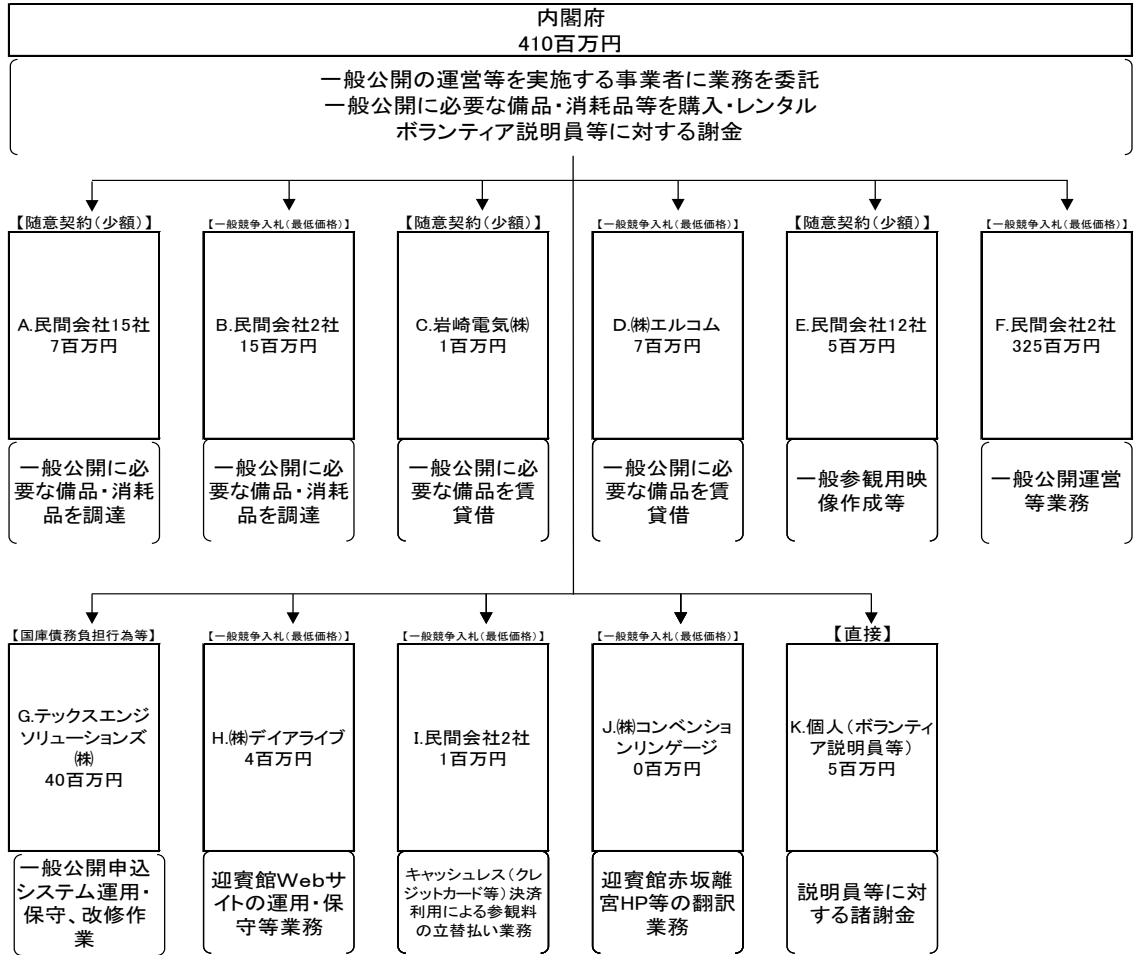 内閣府
410百万円
一般公開の運営等を実施する事業者に業務を委託
一般公開に必要な備品・消耗品等を購入・レンタル
ボランティア説明員等に対する謝金
【随意契約(少額)】
A.民間会社15社
7百万円
一般公開に必
要な備品・消耗
品を調達
【一般競争入札(最低価格)】
B.民間会社2社
15百万円
一般公開に必
要な備品・消耗
品を調達
【随意契約(少額)】
C.岩崎電気㈱
1百万円
一般公開に必
要な備品を賃
貸借
【一般競争入札(最低価格)】
D.㈱エルコム
7百万円
一般公開に必
要な備品を賃
貸借
【随意契約(少額)】
E.民間会社12社
5百万円
一般参観用映
像作成等
【一般競争入札(最低価格)】
F.民間会社2社
325百万円
一般公開運営
等業務
【国庫債務負担行為等】
G.テックスエンジ
ソリューションズ
㈱
40百万円
一般公開申込
システム運用・
保守、改修作
業
【一般競争入札(最低価格)】
H.㈱デイアライブ
4百万円
迎賓館Webサ
イトの運用・保
守等業務
【一般競争入札(最低価格)】
I.民間会社2社
1百万円
キャッシュレス(クレ
ジットカード等)決済
利用による参観料
の立替払い業務
【一般競争入札(最低価格)】
J.㈱コンベンショ
ンリンゲージ
0百万円
迎賓館赤坂離
宮HP等の翻訳
業務
【直接】
K.個人(ボランティ
ア説明員等)
5百万円
説明員等に対
する諸謝金